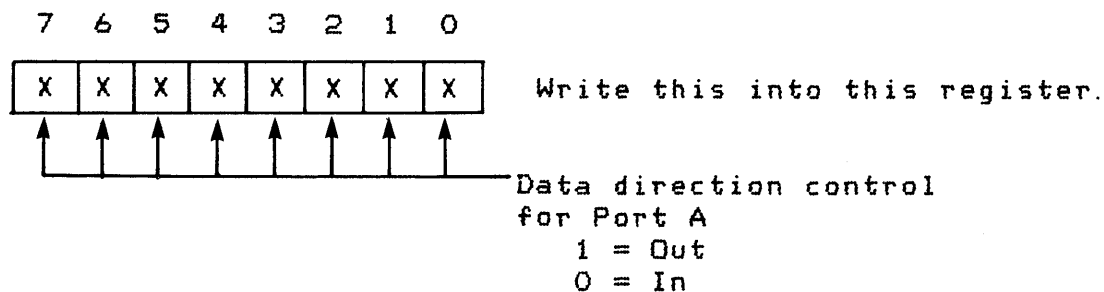 7 6 5 4 3 2 1 0
X X X X X X X X Write this into this register.
Data direction control
for Port A
1 = Out
0 = In